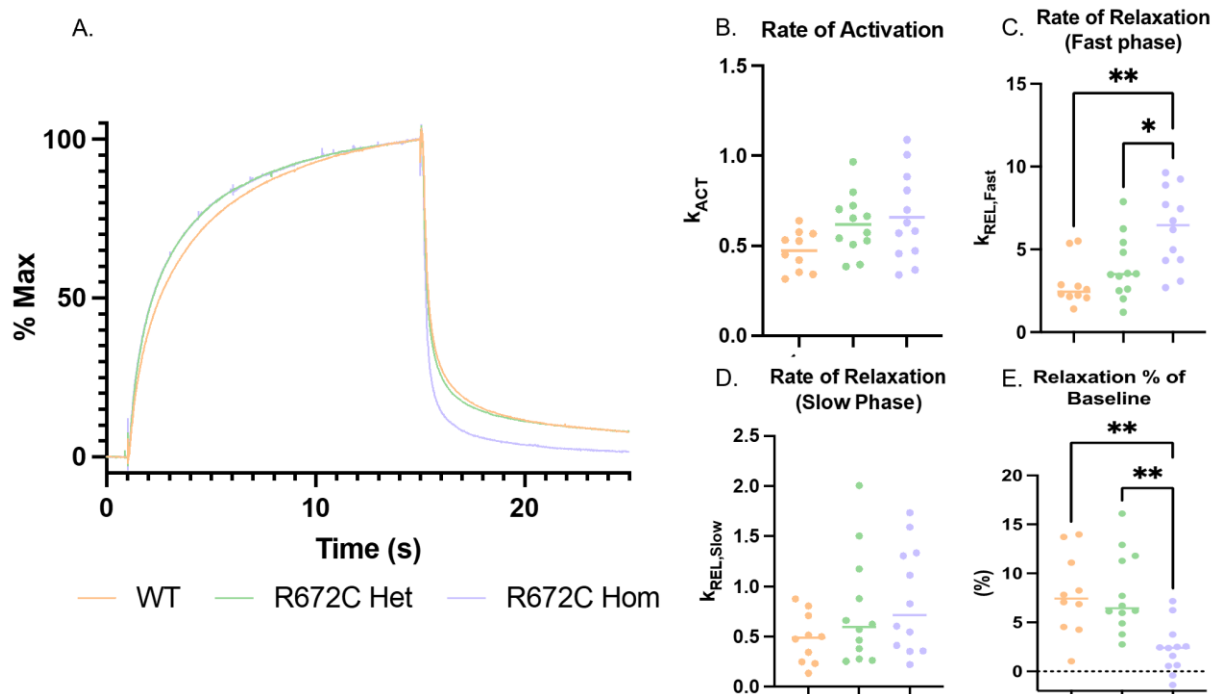 A.
% Max
100
50
0
0
10
20
Time (s)
WT
R672C Het
R672C Hom
B.
Rate of Activation
kACT
1.5
1.0
0.5
0.0
C.
Rate of Relaxation
(Fast phase)
kREL,Fast
15
10
5
0
**
*
D.
Rate of Relaxation
(Slow Phase)
kREL,Slow
2.5
2.0
1.5
1.0
0.5
0.0
E.
Relaxation % of
Baseline
(%)
20
15
10
5
0
**
**